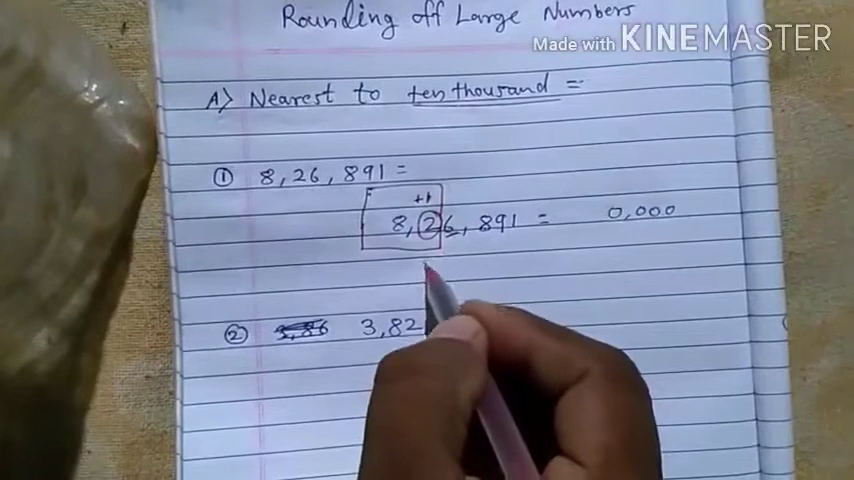 Rounding off Large Numbers
Made with KINEMASTER
A) Nearest to ten thousand =
① 8,26,891 =
+1
8,26,891 = 0,000
② 3,82